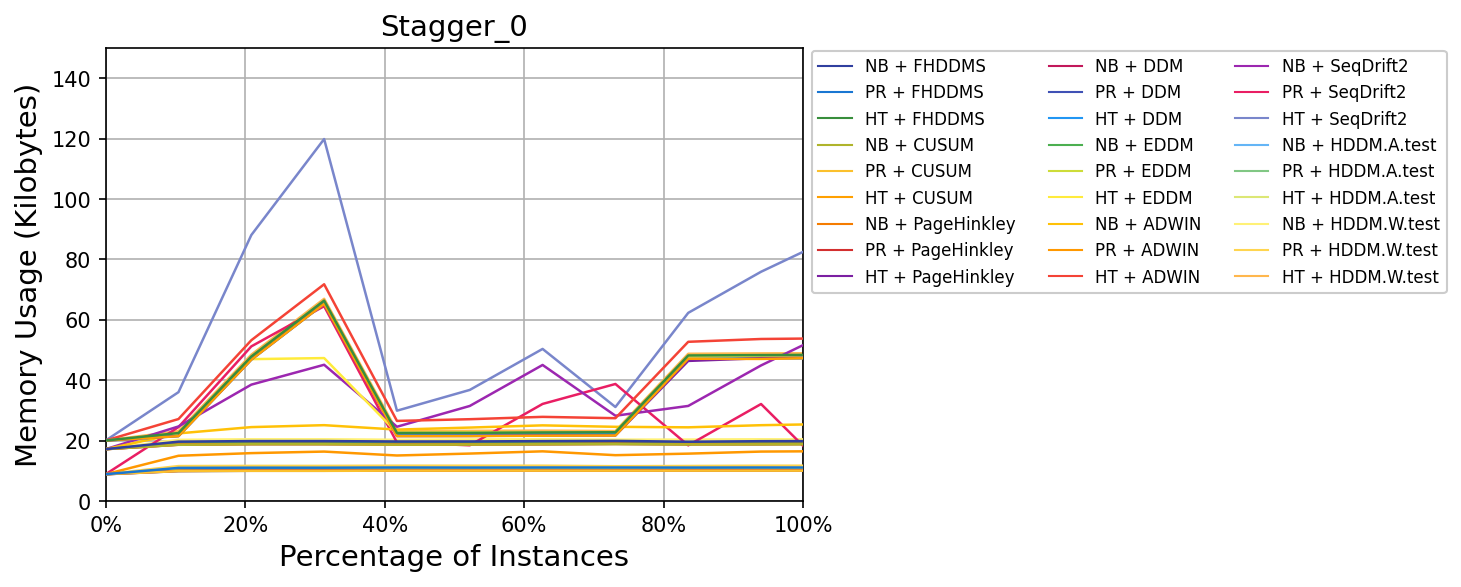 Stagger_0
Memory Usage (Kilobytes)
140
120
100
80
60
40
20
0
0% 20% 40% 60% 80% 100%
Percentage of Instances
NB + FHDDMS NB + DDM NB + SeqDrift2
PR + FHDDMS PR + DDM PR + SeqDrift2
HT + FHDDMS HT + DDM HT + SeqDrift2
NB + CUSUM NB + EDDM NB + HDDM.A.test
PR + CUSUM PR + EDDM PR + HDDM.A.test
HT + CUSUM HT + EDDM HT + HDDM.A.test
NB + PageHinkley NB + ADWIN NB + HDDM.W.test
PR + PageHinkley PR + ADWIN PR + HDDM.W.test
HT + PageHinkley HT + ADWIN HT + HDDM.W.test